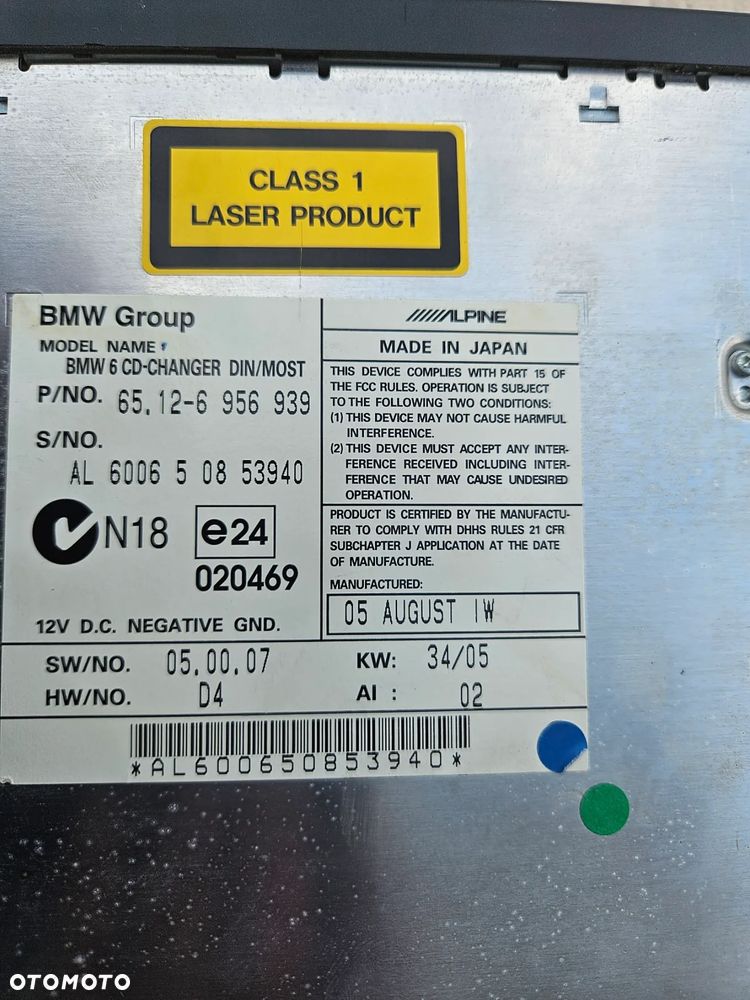 CLASS 1
LASER PRODUCT
BMW Group
MODEL NAME:
BMW 6 CD-CHANGER DIN/MOST
P/NO. 65.12-6 956 939
S/NO.
AL 6006 5 08 53940
N18
e24
020469
12V D.C. NEGATIVE GND.
ALPINE
MADE IN JAPAN
THIS DEVICE COMPLIES WITH PART 15 OF
THE FCC RULES. OPERATION IS SUBJECT
TO THE FOLLOWING TWO CONDITIONS:
(1) THIS DEVICE MAY NOT CAUSE HARMFUL
INTERFERENCE.
(2) THIS DEVICE MUST ACCEPT ANY INTER-
FERENCE RECEIVED INCLUDING INTER-
FERENCE THAT MAY CAUSE UNDESIRED
OPERATION.
PRODUCT IS CERTIFIED BY THE MANUFACTU-
RER TO COMPLY WITH DHHS RULES 21 CFR
SUBCHAPTER J APPLICATION AT THE DATE
OF MANUFACTURE.
MANUFACTURED:
05 AUGUST IW
SW/NO. 05.00.07 KW: 34/05
HW/NO. D4 AI : 02
*AL600650853940*
OTOMOTO